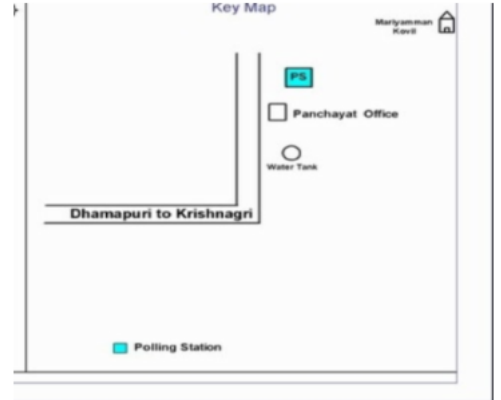 Key Map
Mariyamman
Kovil
PS
Panchayat Office
Water Tank
Dhamapuri to Krishnagri
Polling Station